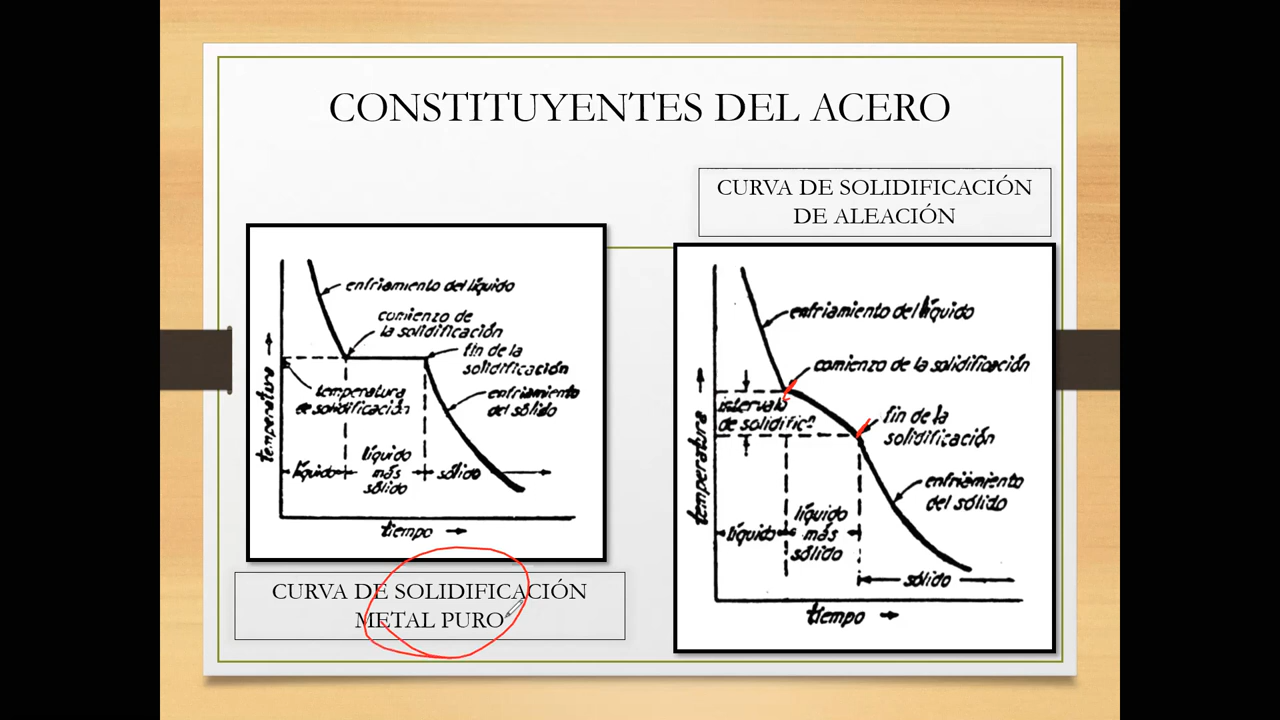 CONSTITUYENTES DEL ACERO
CURVA DE SOLIDIFICACIÓN
DE ALEACIÓN
enfriamiento del líquido
comienzo de
la solidificación
fin de la
solidificación
temperatura
de solidificación
enfriamiento
del sólido
temperatura
líquido
líquido
más
sólido
sólido
tiempo
CURVA DE SOLIDIFICACIÓN
METAL PURO
enfriamiento del líquido
comienzo de la solidificación
intervalo
de solidificn
fin de la
solidificación
enfriamiento
del sólido
temperatura
líquido
líquido
más
sólido
sólido
tiempo